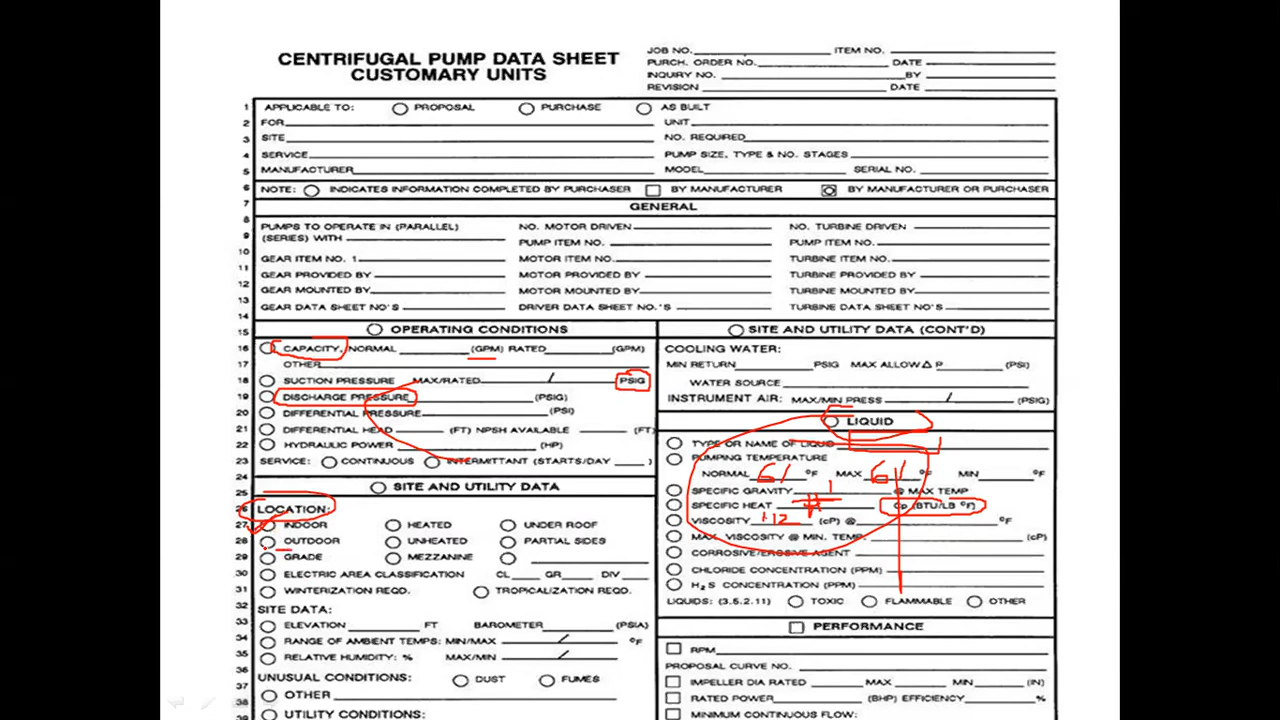 CENTRIFUGAL PUMP DATA SHEET
CUSTOMARY UNITS
JOB NO. ITEM NO.
PURCH. ORDER NO. DATE
INQUIRY NO. BY
REVISION DATE
1 APPLICABLE TO: PROPOSAL PURCHASE AS BUILT
2 FOR UNIT
3 SITE NO. REQUIRED
4 SERVICE PUMP SIZE, TYPE & NO. STAGES
5 MANUFACTURER MODEL SERIAL NO.
6 NOTE: INDICATES INFORMATION COMPLETED BY PURCHASER BY MANUFACTURER BY MANUFACTURER OR PURCHASER
7 GENERAL
8 PUMPS TO OPERATE IN (PARALLEL) NO. MOTOR DRIVEN NO. TURBINE DRIVEN
9 (SERIES) WITH PUMP ITEM NO. PUMP ITEM NO.
10 GEAR ITEM NO. 1 MOTOR ITEM NO. TURBINE ITEM NO.
11 GEAR PROVIDED BY MOTOR PROVIDED BY TURBINE PROVIDED BY
12 GEAR MOUNTED BY MOTOR MOUNTED BY TURBINE MOUNTED BY
13 GEAR DATA SHEET NO'S DRIVER DATA SHEET NO.'S TURBINE DATA SHEET NO'S
14
15 OPERATING CONDITIONS
16 CAPACITY, NORMAL (GPM) RATED (GPM)
17 OTHER
18 SUCTION PRESSURE MAX/RATED / PSIG
19 DISCHARGE PRESSURE (PSIG)
20 DIFFERENTIAL PRESSURE (PSI)
21 DIFFERENTIAL HEAD (FT) NPSH AVAILABLE (FT)
22 HYDRAULIC POWER (HP)
23 SERVICE: CONTINUOUS INTERMITTANT (STARTS/DAY )
24 SITE AND UTILITY DATA
25
26 LOCATION:
27 INDOOR HEATED UNDER ROOF
28 OUTDOOR UNHEATED PARTIAL SIDES
29 GRADE MEZZANINE
30 ELECTRIC AREA CLASSIFICATION CL GR DIV
31 WINTERIZATION REQD. TROPICALIZATION REQD.
32 SITE DATA:
33 ELEVATION FT BAROMETER (PSIA)
34 RANGE OF AMBIENT TEMPS: MIN/MAX / °F
35 RELATIVE HUMIDITY: % MAX/MIN /
36 UNUSUAL CONDITIONS: DUST FUMES
37 OTHER
38 UTILITY CONDITIONS:
39
SITE AND UTILITY DATA (CONT'D)
COOLING WATER:
MIN RETURN PSIG MAX ALLOW Δ P (PSI)
WATER SOURCE
INSTRUMENT AIR: MAX/MIN PRESS / (PSIG)
LIQUID
TYPE OR NAME OF LIQUID
PUMPING TEMPERATURE
NORMAL 61 °F MAX 61 °F MIN °F
SPECIFIC GRAVITY 1 @ MAX TEMP
SPECIFIC HEAT Cp (BTU/LB °F)
VISCOSITY 1.12 (cP) @ °F
MAX. VISCOSITY @ MIN. TEMP. (cP)
CORROSIVE/EROSIVE AGENT
CHLORIDE CONCENTRATION (PPM)
H2S CONCENTRATION (PPM)
LIQUIDS: (3.5.2.11) TOXIC FLAMMABLE OTHER
PERFORMANCE
RPM
PROPOSAL CURVE NO.
IMPELLER DIA RATED MAX MIN (IN)
RATED POWER (BHP) EFFICIENCY %
MINIMUM CONTINUOUS FLOW: